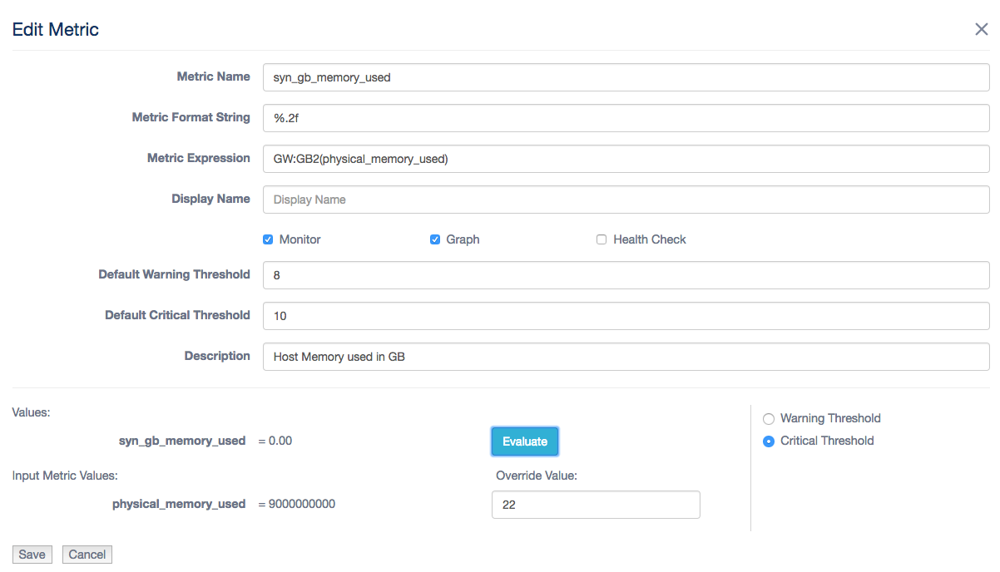 Edit Metric
Metric Name syn_gb_memory_used
Metric Format String %.2f
Metric Expression GW:GB2(physical_memory_used)
Display Name Display Name
Monitor Graph Health Check
Default Warning Threshold 8
Default Critical Threshold 10
Description Host Memory used in GB
Values:
syn_gb_memory_used = 0.00 Evaluate
Warning Threshold
Critical Threshold
Input Metric Values: Override Value:
physical_memory_used = 9000000000 22
Save Cancel